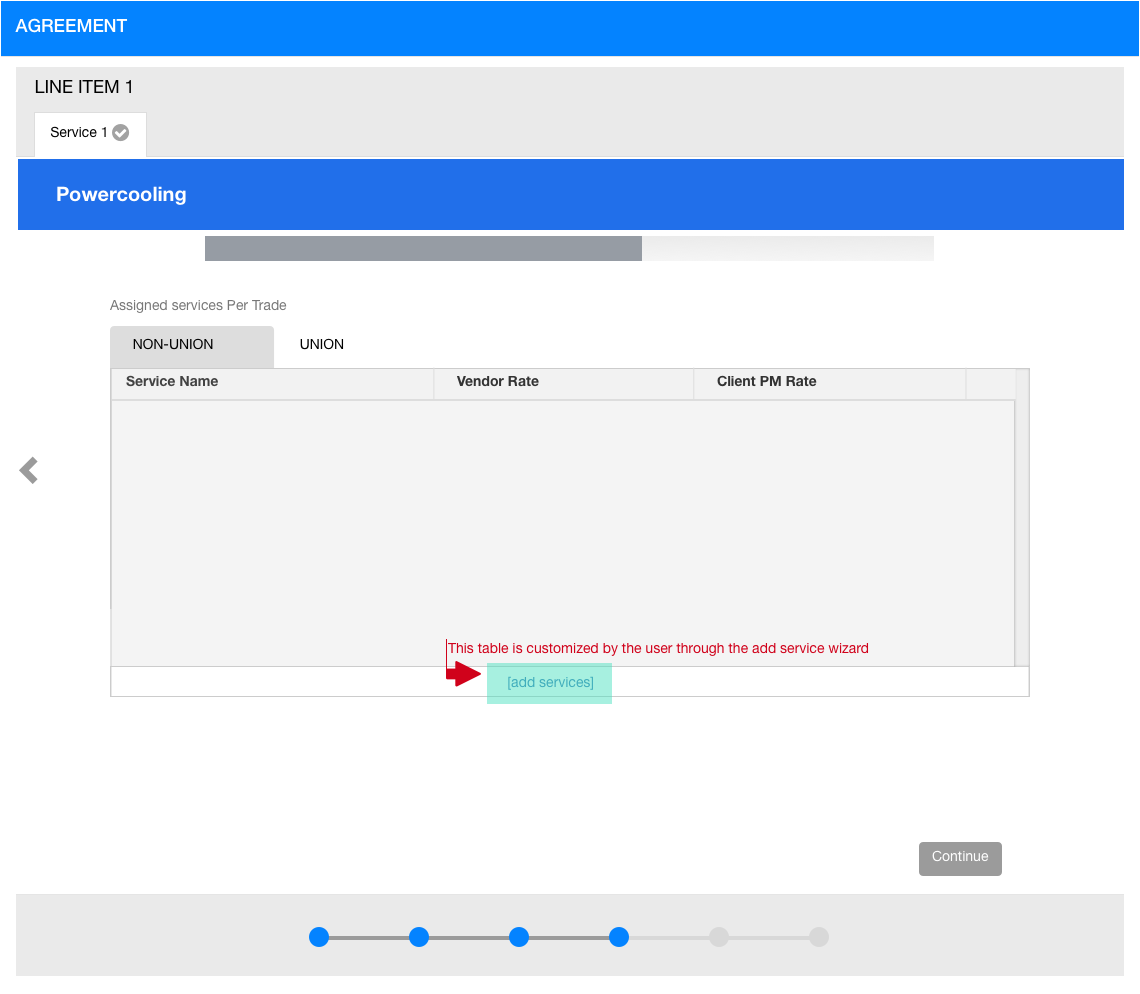 AGREEMENT
LINE ITEM 1
Service 1
Powercooling
Assigned services Per Trade
NON-UNION UNION
Service Name Vendor Rate Client PM Rate
This table is customized by the user through the add service wizard
[add services]
Continue